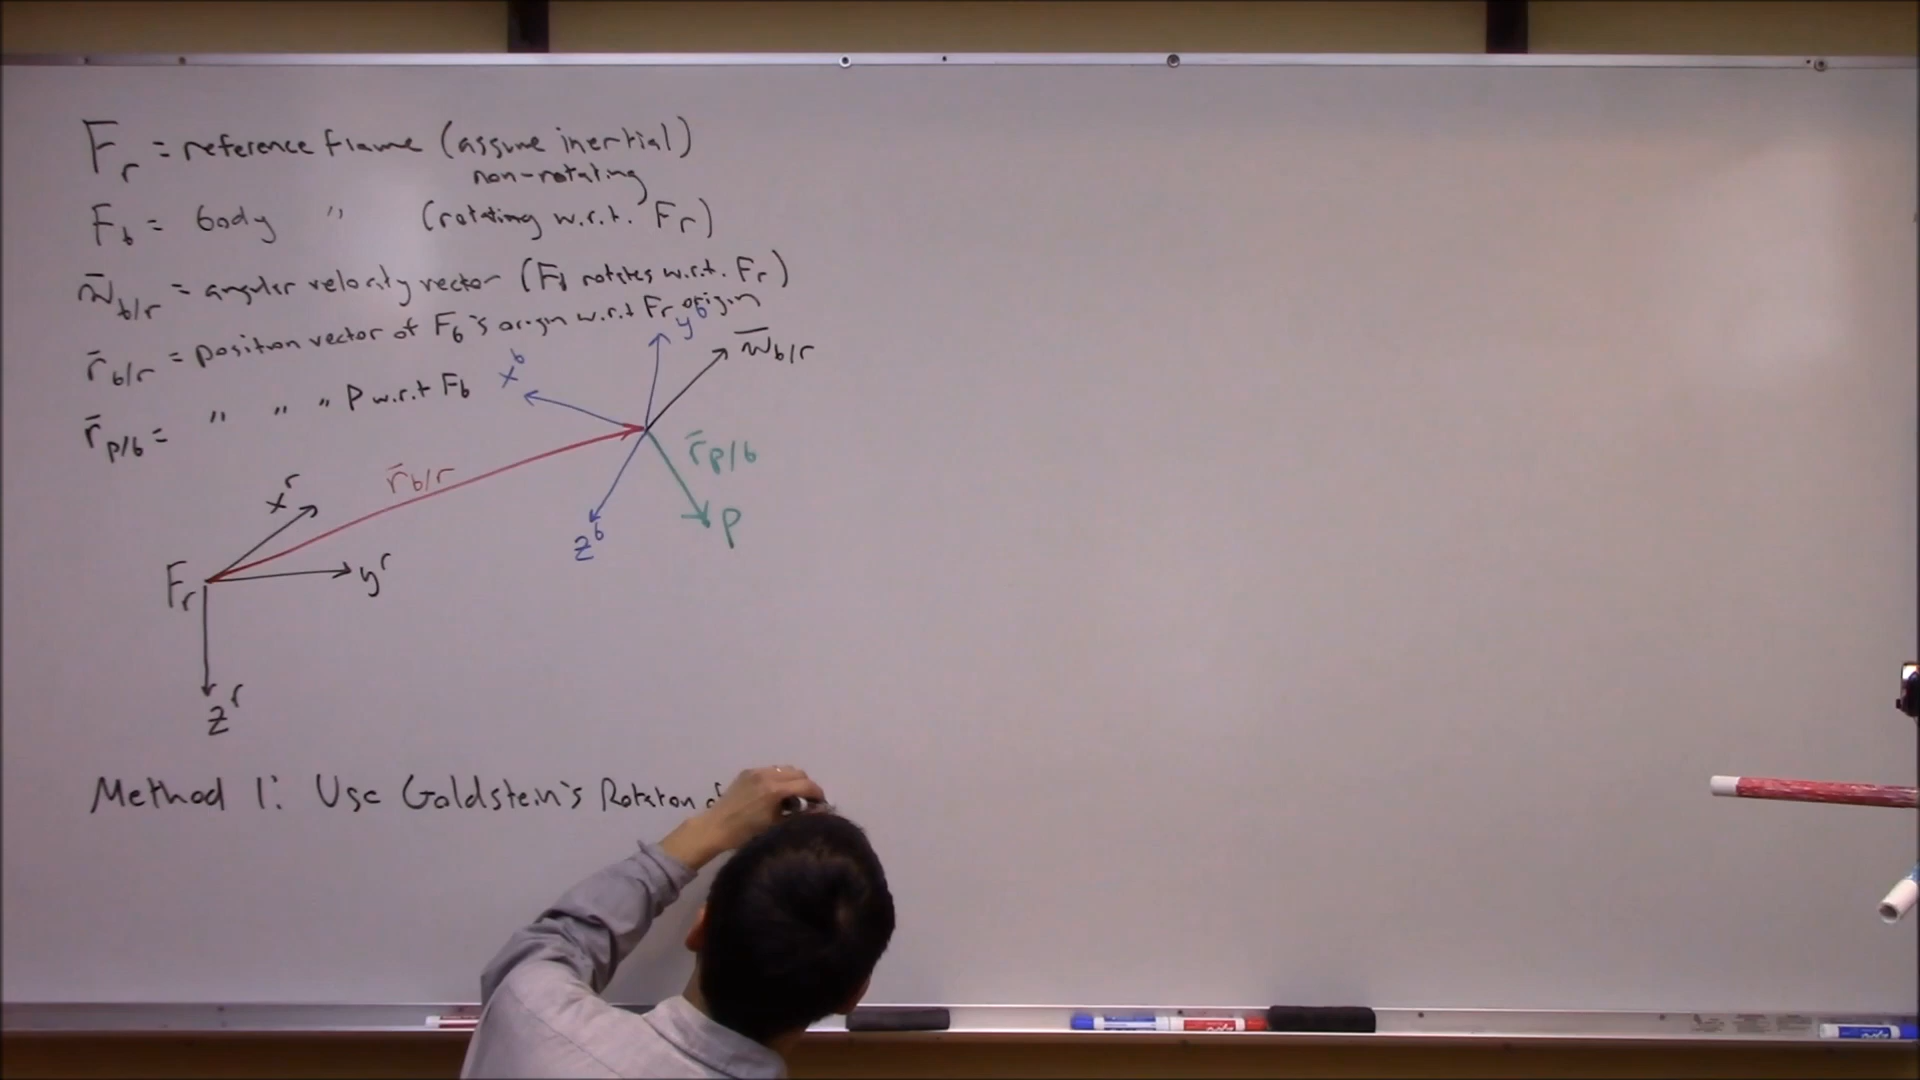 F_r = reference frame (assume inertial)
non-rotating
F_b = body " (rotating w.r.t. F_r)
ω̄_b/r = angular velocity vector (F_b rotates w.r.t. F_r)
r̄_b/r = position vector of F_b's origin w.r.t F_r origin
r̄_p/b = " " " P w.r.t F_b
x^b
y^b
ω̄_b/r
r̄_p/b
r̄_b/r
x^r
P
z^b
F_r
y^r
z^r
Method 1: Use Goldstein's Rotation